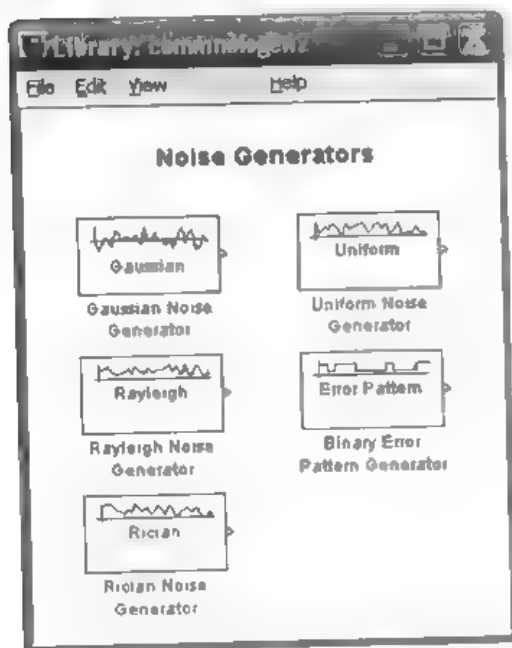 Library:
File Edit View Help
Noise Generators
Gaussian
Gaussian Noise
Generator
Uniform
Uniform Noise
Generator
Rayleigh
Rayleigh Noise
Generator
Error Pattern
Binary Error
Pattern Generator
Rician
Rician Noise
Generator